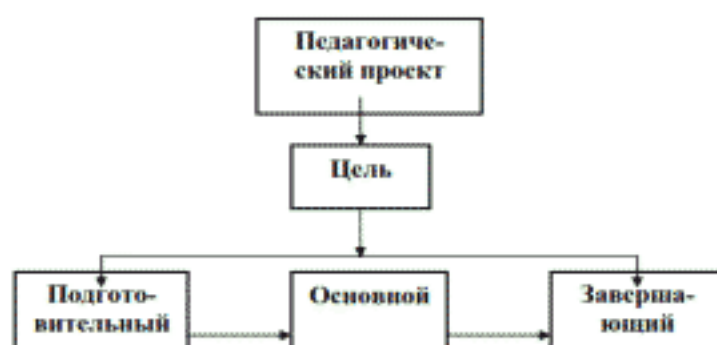 Педагогиче-
ский проект
Цель
Подгото-
вительный
Основной
Заверша-
ющий